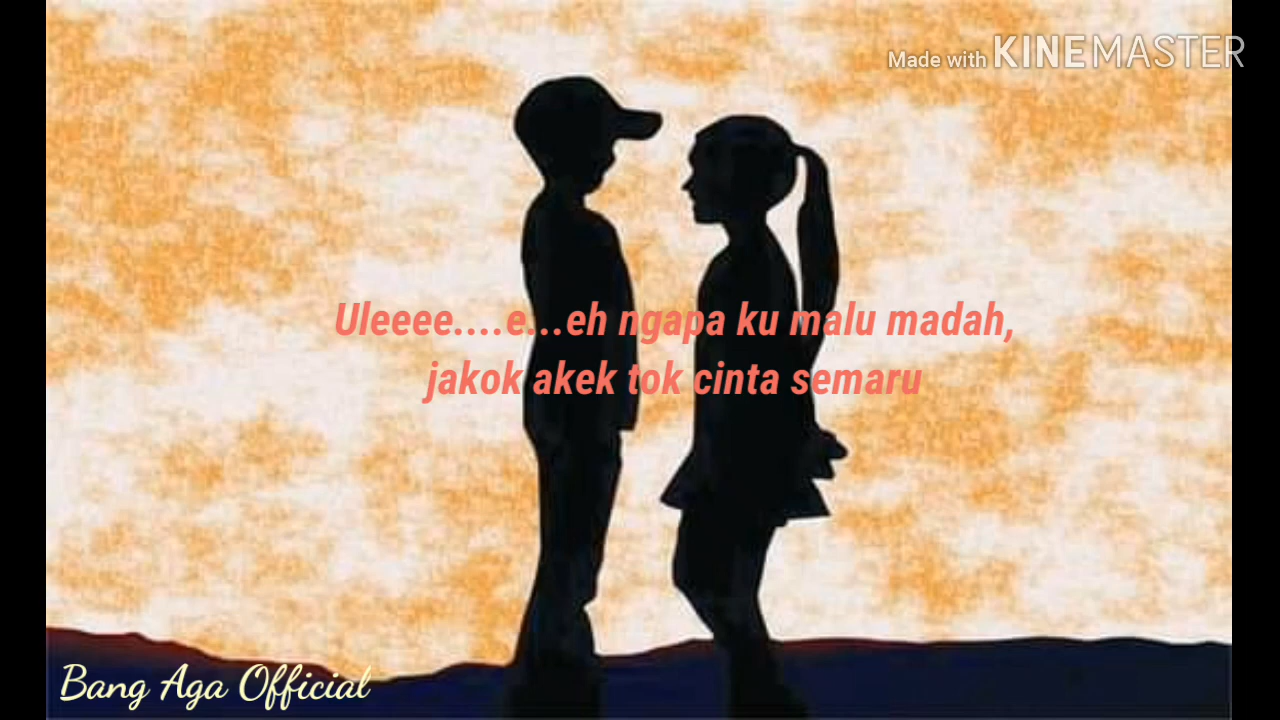 Made with KINEMASTER
Uleeee....e...eh ngapa ku malu madah,
jakok akek tok cinta semaru
Bang Aga Official